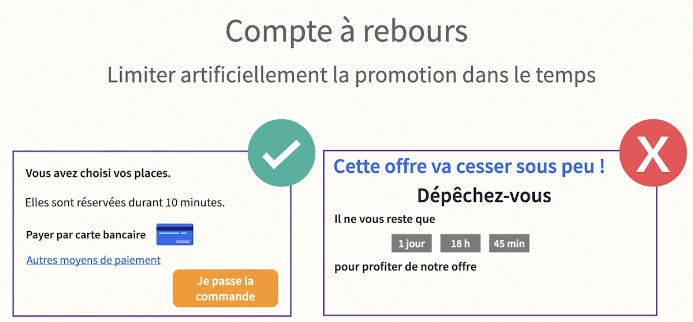 Compte à rebours
Limiter artificiellement la promotion dans le temps
Vous avez choisi vos places.
Elles sont réservées durant 10 minutes.
Payer par carte bancaire
Autres moyens de paiement
Je passe la
commande
X
Cette offre va cesser sous peu !
Dépêchez-vous
Il ne vous reste que
1 jour 18 h 45 min
pour profiter de notre offre